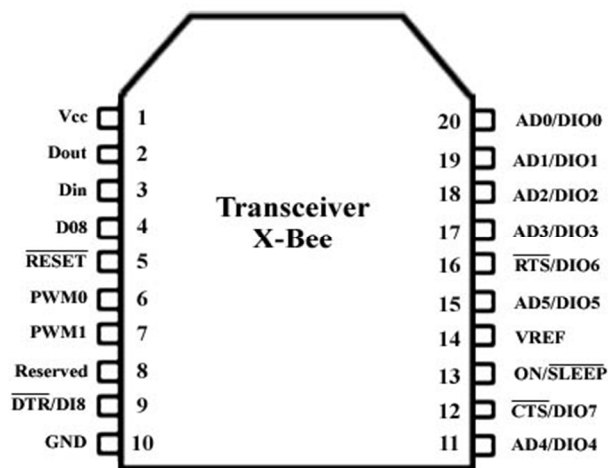 Vcc 1
Dout 2
Din 3
D08 4
RESET 5
PWM0 6
PWM1 7
Reserved 8
DTR/DI8 9
GND 10
Transceiver
X-Bee
20 AD0/DIO0
19 AD1/DIO1
18 AD2/DIO2
17 AD3/DIO3
16 RTS/DIO6
15 AD5/DIO5
14 VREF
13 ON/SLEEP
12 CTS/DIO7
11 AD4/DIO4